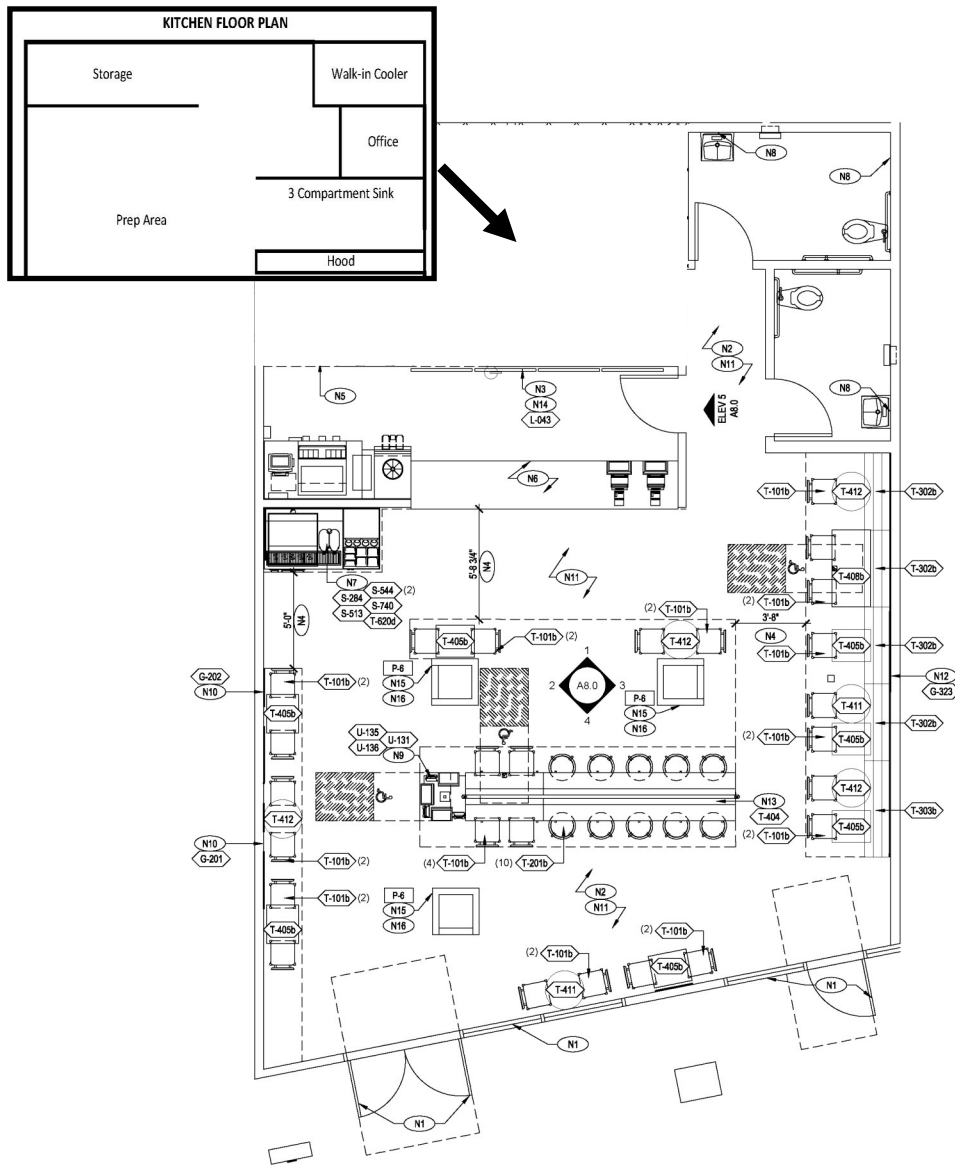 KITCHEN FLOOR PLAN
Storage
Walk-in Cooler
Office
3 Compartment Sink
Prep Area
Hood
N8
N8
N2
N11
ELEV 5
A8.0
N5
N3
N14
L-043
N8
N6
T-101b
T-412
T-302b
5'-8 3/4"
N4
N11
T-408b
T-302b
(2) T-101b
N7
S-544 (2)
S-284
S-740
S-513
T-620d
5'-0"
N4
3'-8"
(2) T-101b
N4
T-405b
T-101b (2)
T-412
T-405b
T-101b
T-302b
G-202
N10
T-101b (2)
P-6
N15
N16
1
2
A8.0
3
4
P-6
N15
N16
N12
G-323
T-411
T-302b
T-405b
U-135
U-131
U-136
N9
(2) T-101b
T-405b
T-412
N13
T-404
T-412
T-303b
N10
G-201
T-101b (2)
(4) T-101b
(10) T-201b
(2) T-101b
T-405b
T-101b (2)
P-6
N15
N16
N2
N11
T-405b
(2) T-101b
(2) T-101b
T-405b
T-411
N1
N1
N1